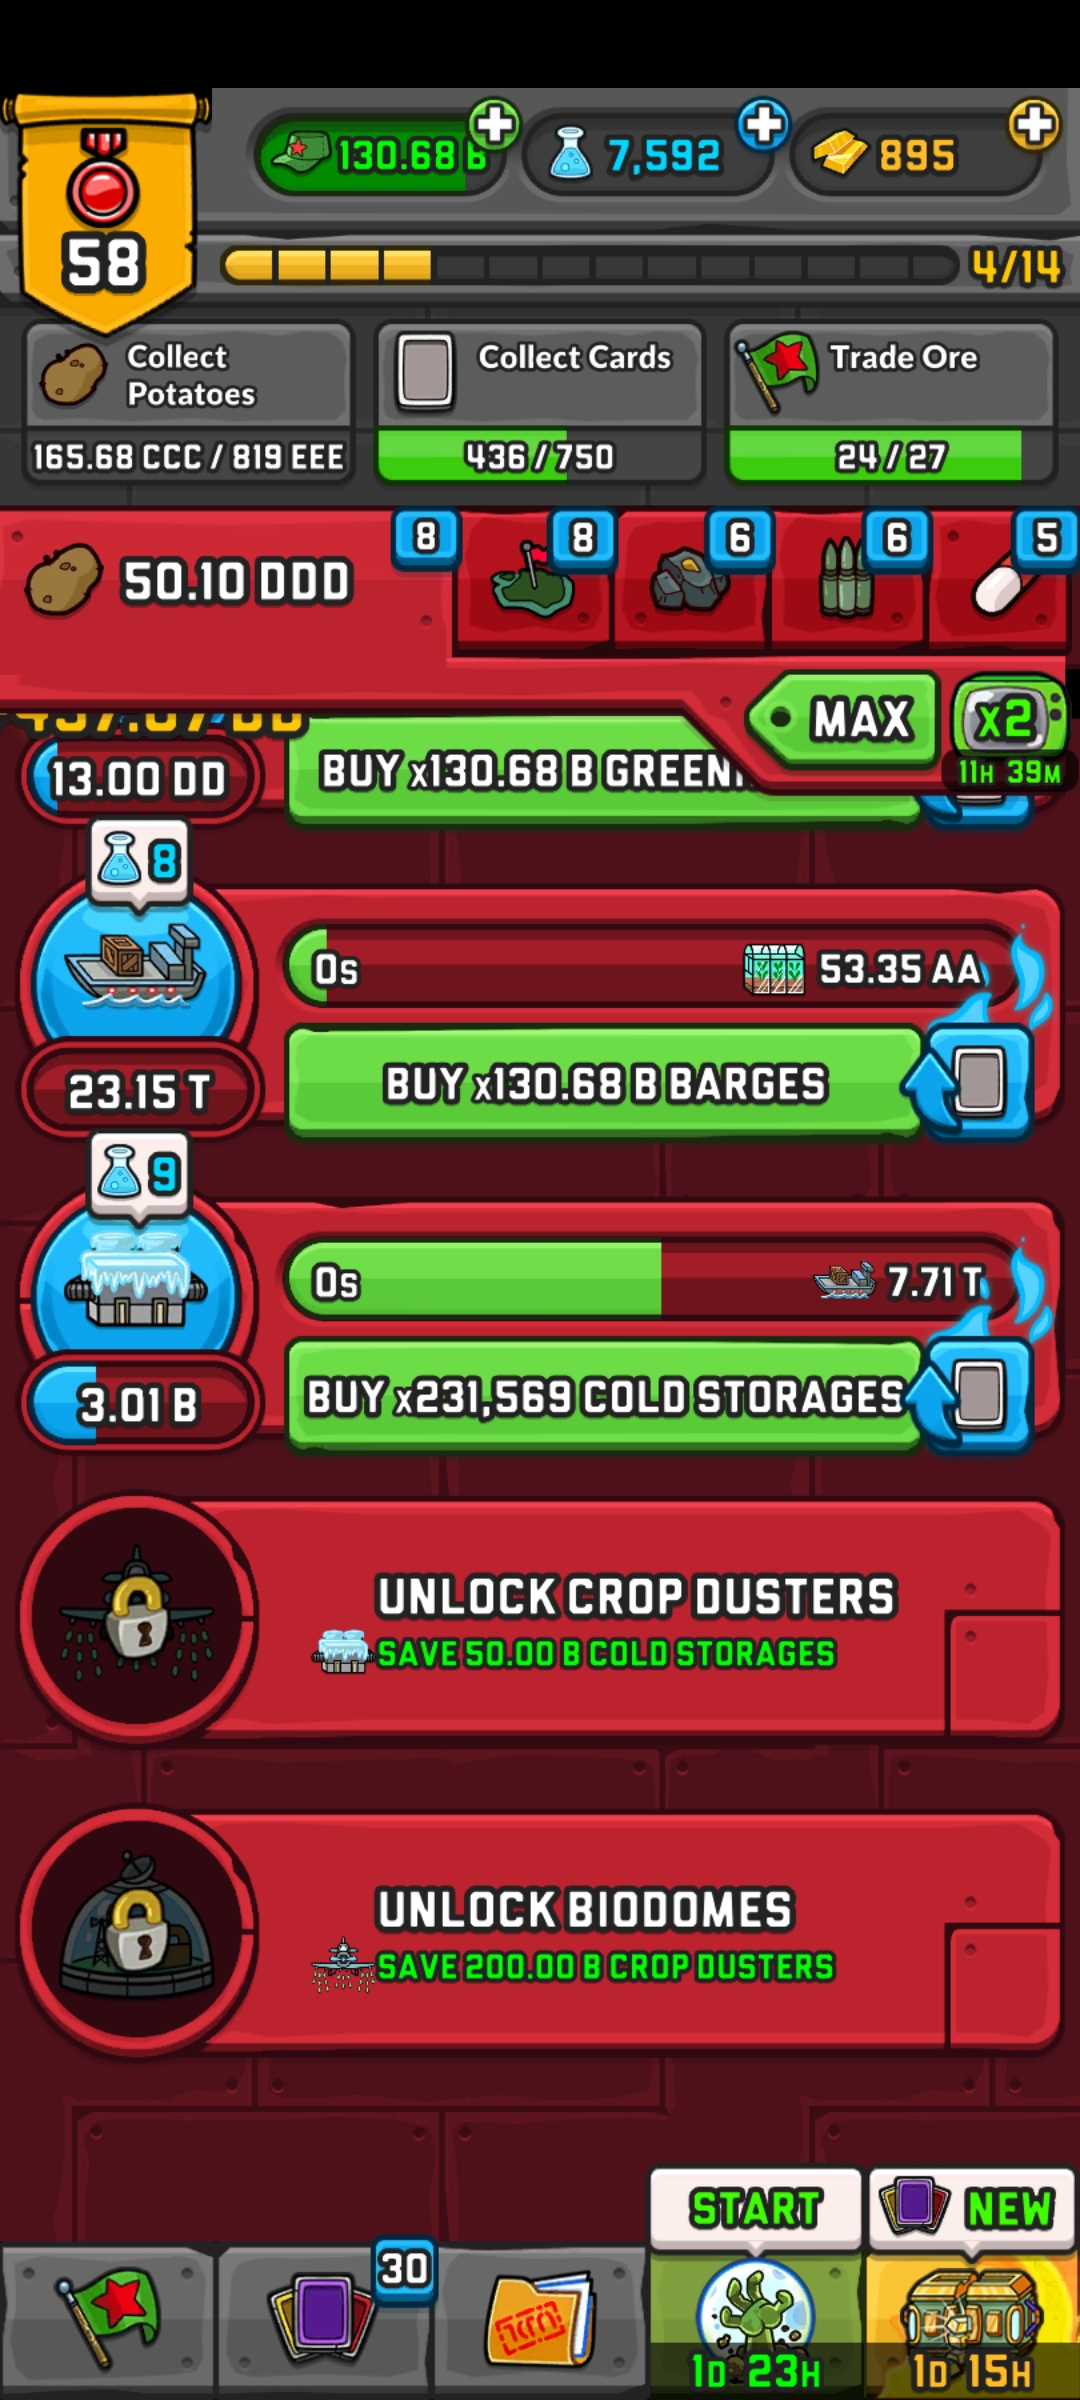 130.68 B
7,592
895
58
4/14
Collect
Potatoes
Collect Cards
Trade Ore
165.68 CCC / 819 EEE
436 / 750
24 / 27
8
8
6
6
5
50.10 DDD
MAX
x2
11H 39M
13.00 DD
8
0s
53.35 AA
BUY x130.68 B BARGES
23.15 T
9
0s
7.71 T
BUY x231,569 COLD STORAGES
3.01 B
UNLOCK CROP DUSTERS
SAVE 50.00 B COLD STORAGES
UNLOCK BIODOMES
SAVE 200.00 B CROP DUSTERS
START
NEW
30
1D 23H
1D 15H